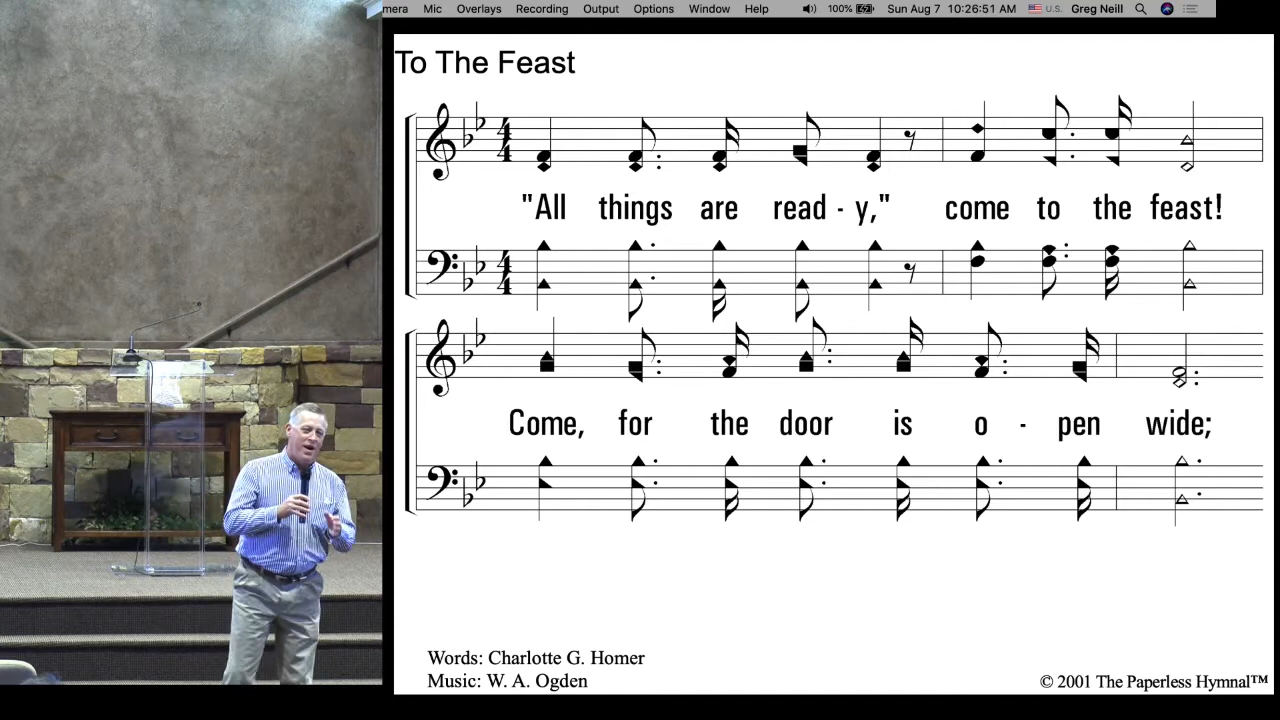 mera Mic Overlays Recording Output Options Window Help 100% Sun Aug 7 10:26:51 AM U.S. Greg Neill
To The Feast
"All things are read - y," come to the feast!
Come, for the door is o - pen wide;
Words: Charlotte G. Homer
Music: W. A. Ogden
© 2001 The Paperless Hymnal™